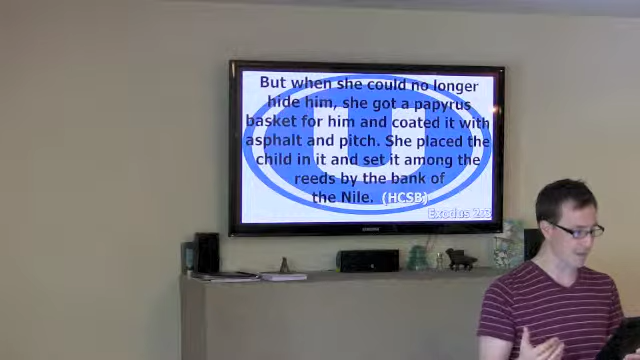 But when she could no longer
hide him, she got a papyrus
basket for him and coated it with
asphalt and pitch. She placed the
child in it and set it among the
reeds by the bank of
the Nile. (HCSB)
Exodus 2:3
SAMSUNG